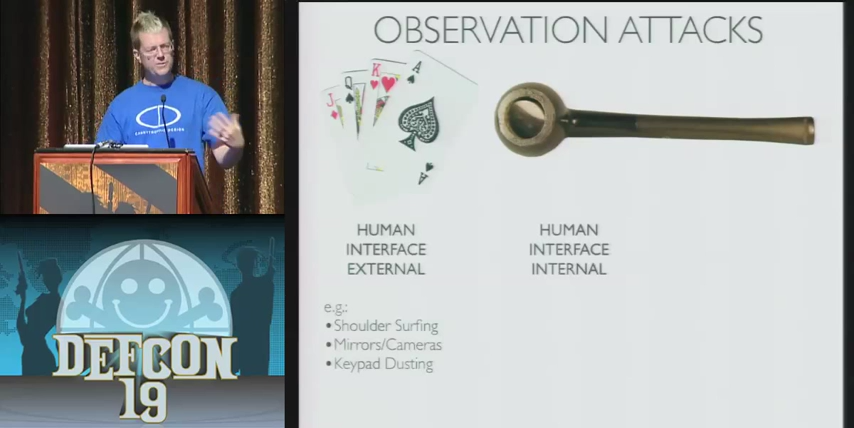 OBSERVATION ATTACKS
J
Q
K
A
HUMAN
INTERFACE
EXTERNAL
HUMAN
INTERFACE
INTERNAL
e.g.:
•Shoulder Surfing
•Mirrors/Cameras
•Keypad Dusting
DEFCON
19